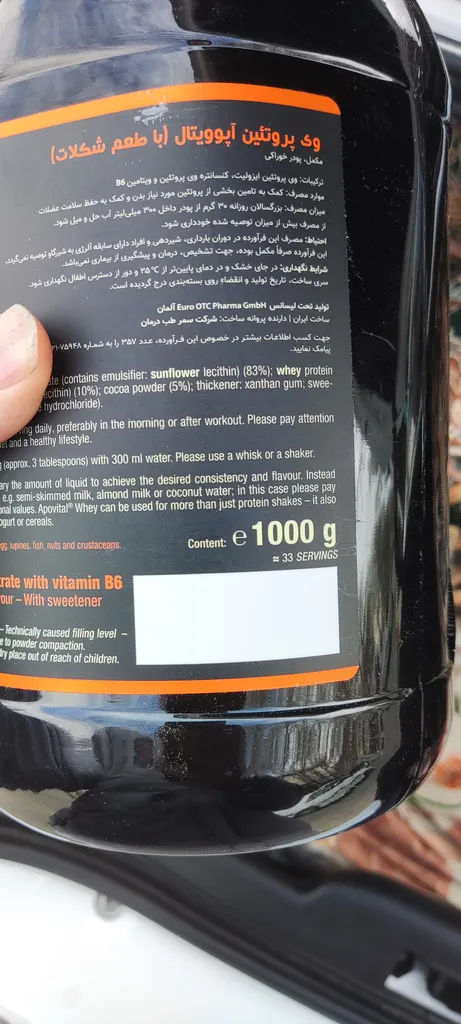 وی پروتئین آپوویتال (با طعم شکلات)
مکمل، پودر خوراکی
ترکیبات: وی پروتئین ایزولیت، کنسانتره وی پروتئین و ویتامین B6
موارد مصرف: کمک به تامین بخشی از پروتئین مورد نیاز بدن و کمک به حفظ سلامت عضلات
میزان مصرف: بزرگسالان روزانه ۳۰ گرم از پودر داخل ۳۰۰ میلی‌لیتر آب حل و میل شود.
از مصرف بیش از میزان توصیه شده خودداری شود.
احتیاط: مصرف این فرآورده در دوران بارداری، شیردهی و افراد دارای سابقه آلرژی به شیرگاو توصیه نمی‌گردد.
این فرآورده صرفاً مکمل بوده، جهت تشخیص، درمان و پیشگیری از بیماری نمی‌باشد.
شرایط نگهداری: در جای خشک و در دمای پایین‌تر از ۲۵°C و دور از دسترس اطفال نگهداری شود.
سری ساخت، تاریخ تولید و انقضاء روی بسته‌بندی درج گردیده است.
تولید تحت لیسانس Euro OTC Pharma GmbH آلمان
ساخت ایران | دارنده پروانه ساخت: شرکت سمر طب درمان
جهت کسب اطلاعات بیشتر در خصوص این فرآورده، عدد ۳۵۷ را به شماره
پیامک نمایید.
(contains emulsifier: sunflower lecithin) (83%); whey protein
(10%); cocoa powder (5%); thickener: xanthan gum; swee-
hydrochloride).
daily, preferably in the morning or after workout. Please pay attention
and a healthy lifestyle.
(approx. 3 tablespoons) with 300 ml water. Please use a whisk or a shaker.
the amount of liquid to achieve the desired consistency and flavour. Instead
e.g. semi-skimmed milk, almond milk or coconut water; in this case please pay
values. Apovital® Whey can be used for more than just protein shakes – it also
or cereals.
lupines, fish, nuts and crustaceans.
Content: e 1000 g
≈ 33 SERVINGS
with vitamin B6
– With sweetener
– Technically caused filling level –
to powder compaction.
place out of reach of children.